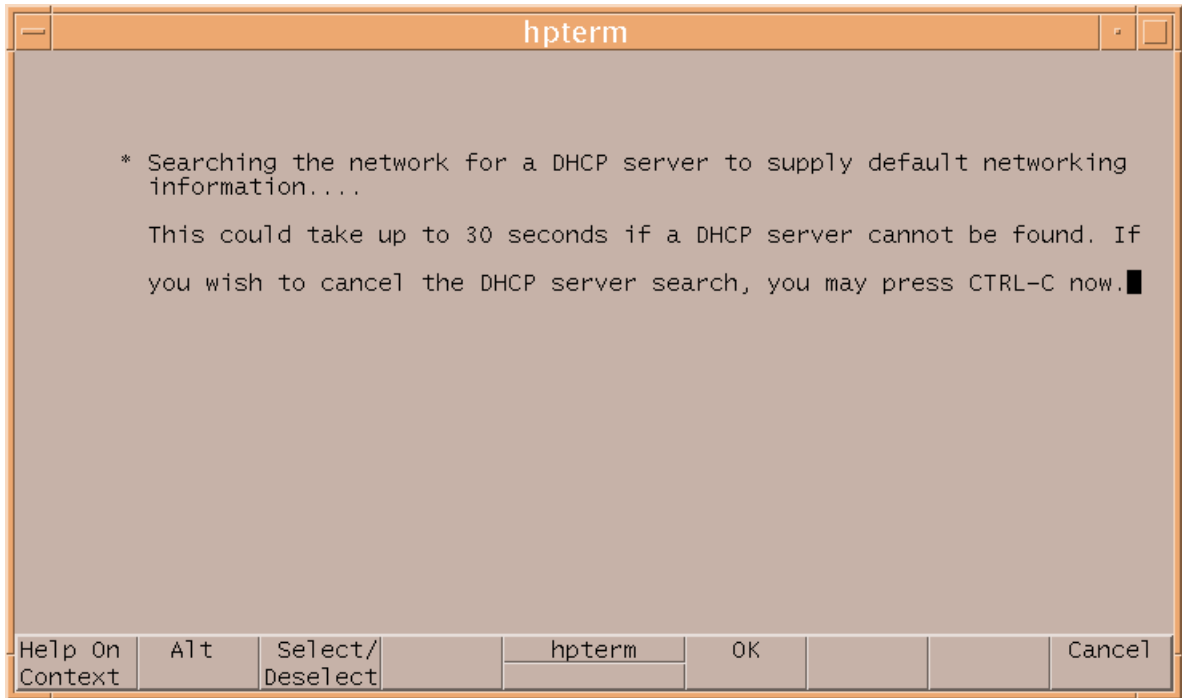 hpterm
* Searching the network for a DHCP server to supply default networking
information....
This could take up to 30 seconds if a DHCP server cannot be found. If
you wish to cancel the DHCP server search, you may press CTRL-C now.
Help On Context
Alt
Select/ Deselect
hpterm
OK
Cancel